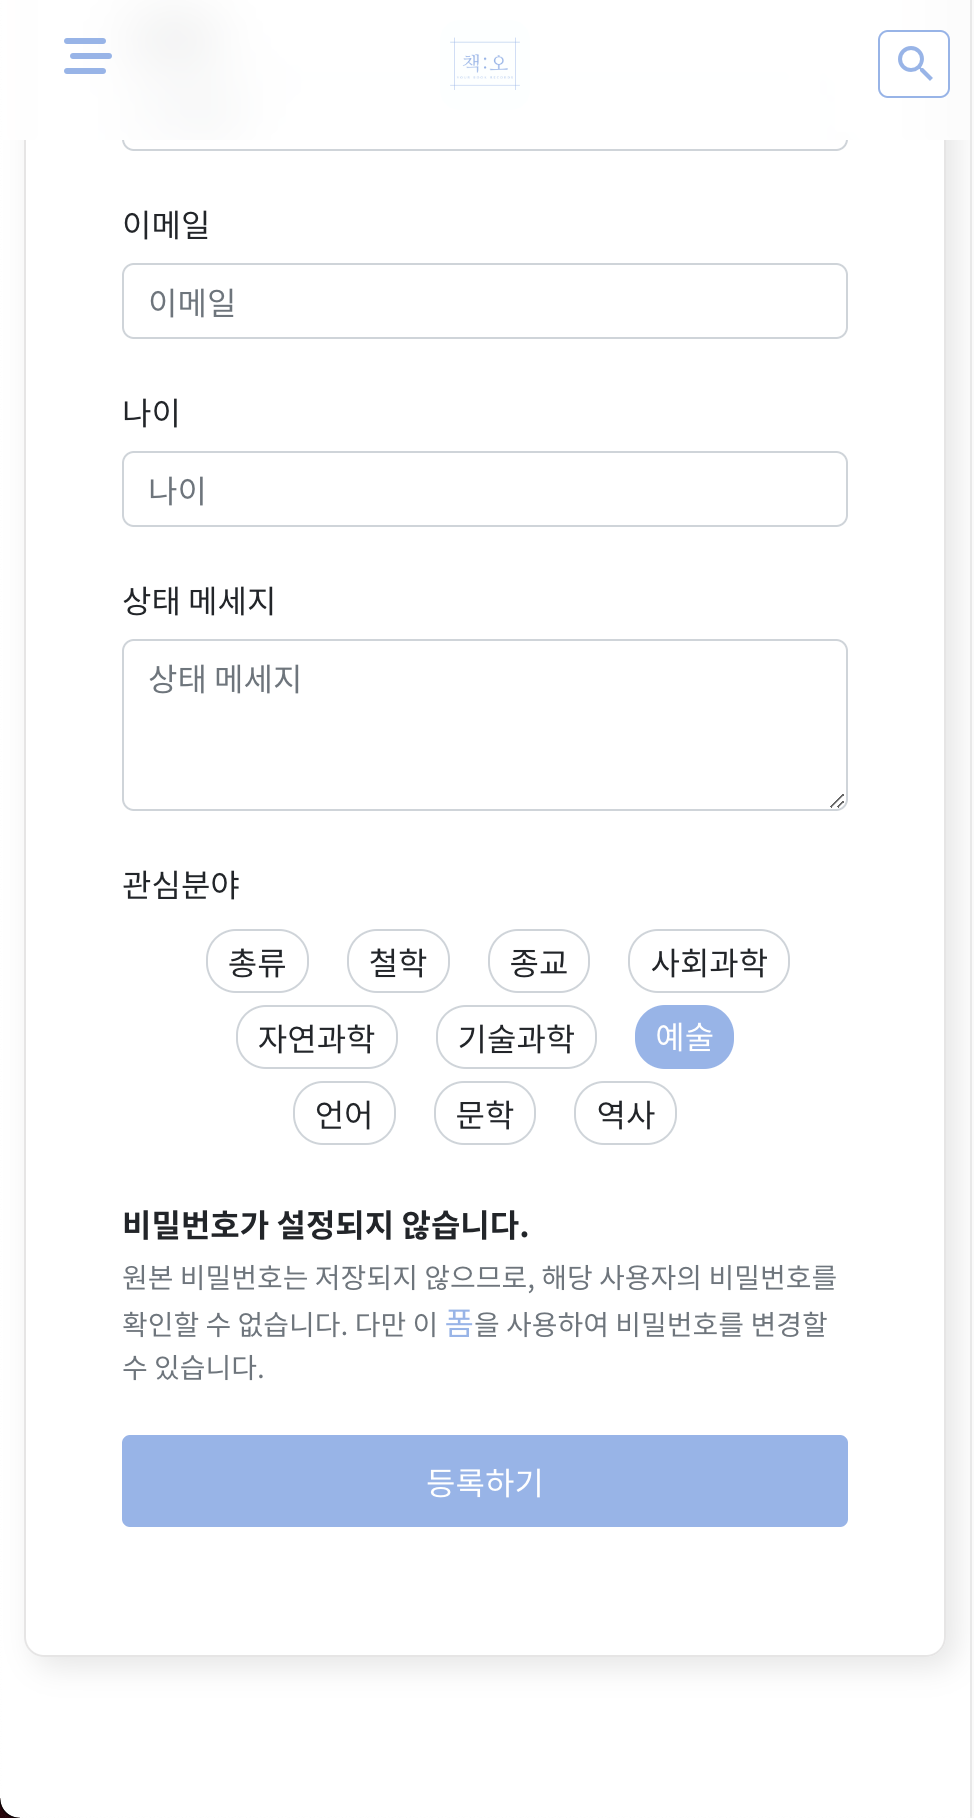 책:오
이메일
이메일
나이
나이
상태 메세지
상태 메세지
관심분야
총류 철학 종교 사회과학
자연과학 기술과학 예술
언어 문학 역사
비밀번호가 설정되지 않습니다.
원본 비밀번호는 저장되지 않으므로, 해당 사용자의 비밀번호를
확인할 수 없습니다. 다만 이 폼을 사용하여 비밀번호를 변경할
수 있습니다.
등록하기